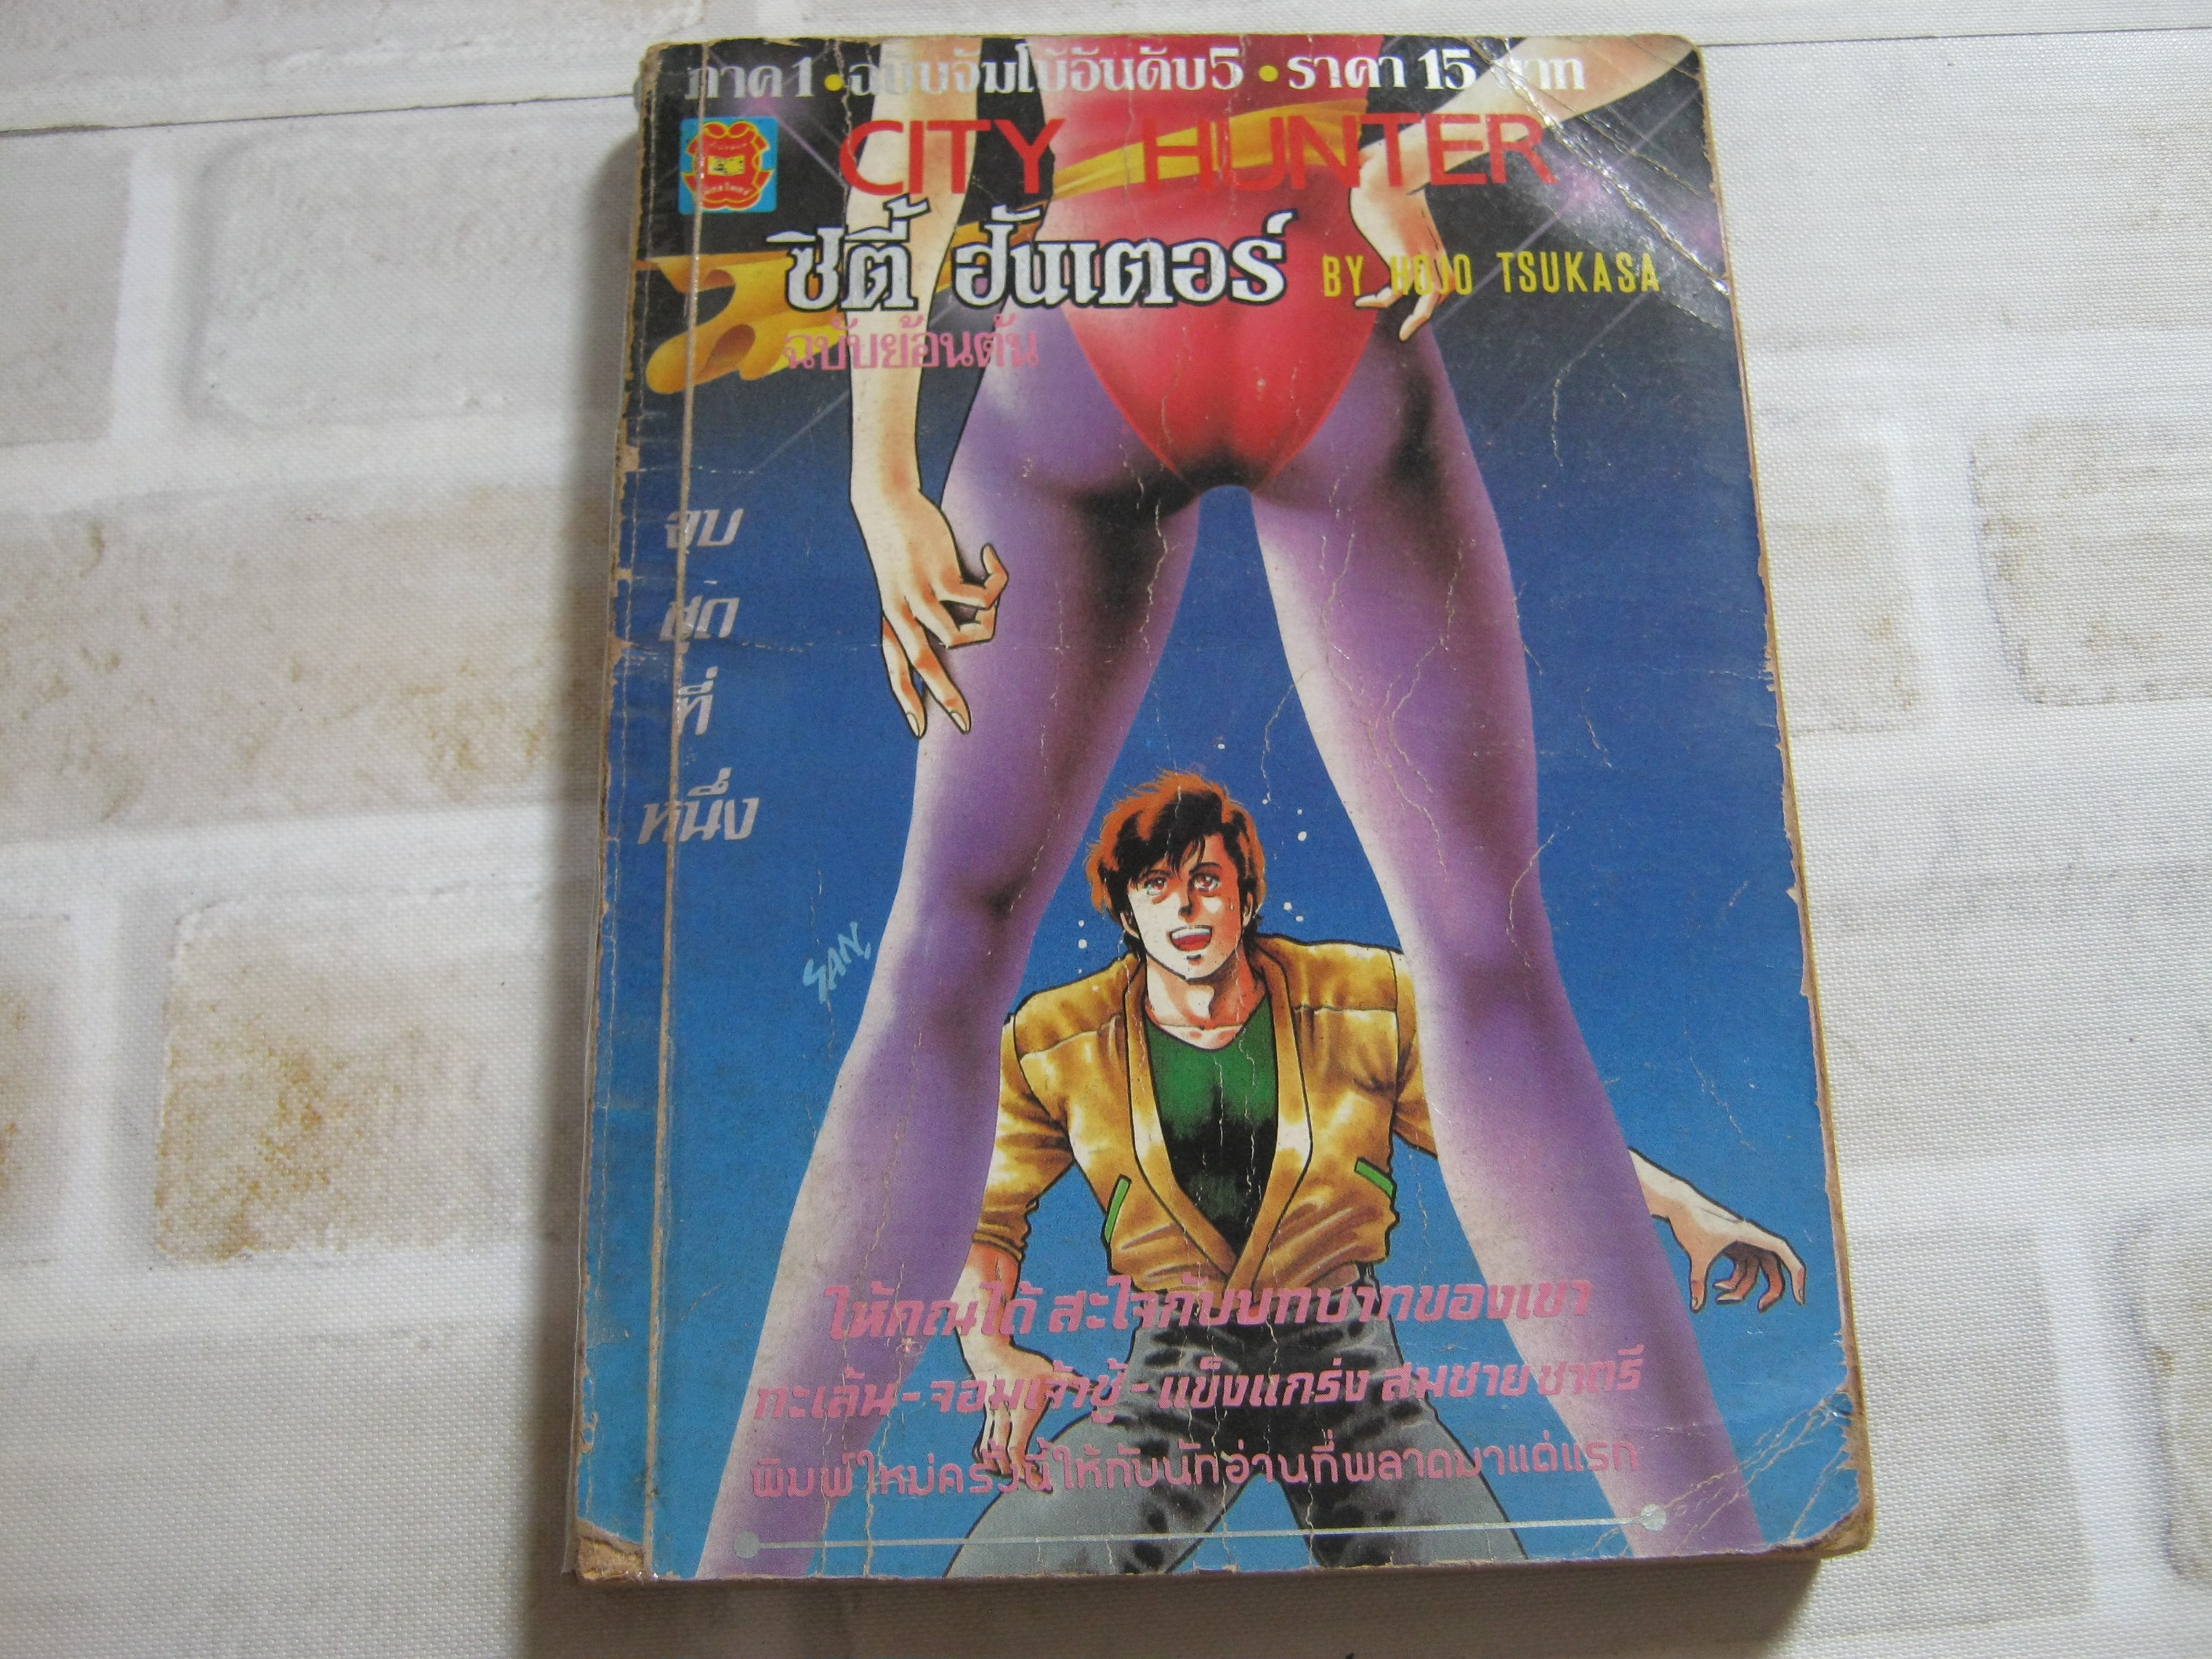 ภาค 1 • ฉบับจัมโบ้อันดับ 5 • ราคา 15 บาท
CITY HUNTER
ซิตี้ ฮันเตอร์
BY HOJO TSUKASA
ฉบับย้อนต้น
จบ
ชุด
ที่
หนึ่ง
SAN,
ให้คุณได้ สะใจกับบทบาทของเขา
ทะเล้น - จอมเจ้าชู้ - แข็งแกร่ง สมชายชาตรี
พิมพ์ใหม่ครั้งนี้ให้กับนักอ่านที่พลาดมาแต่แรก